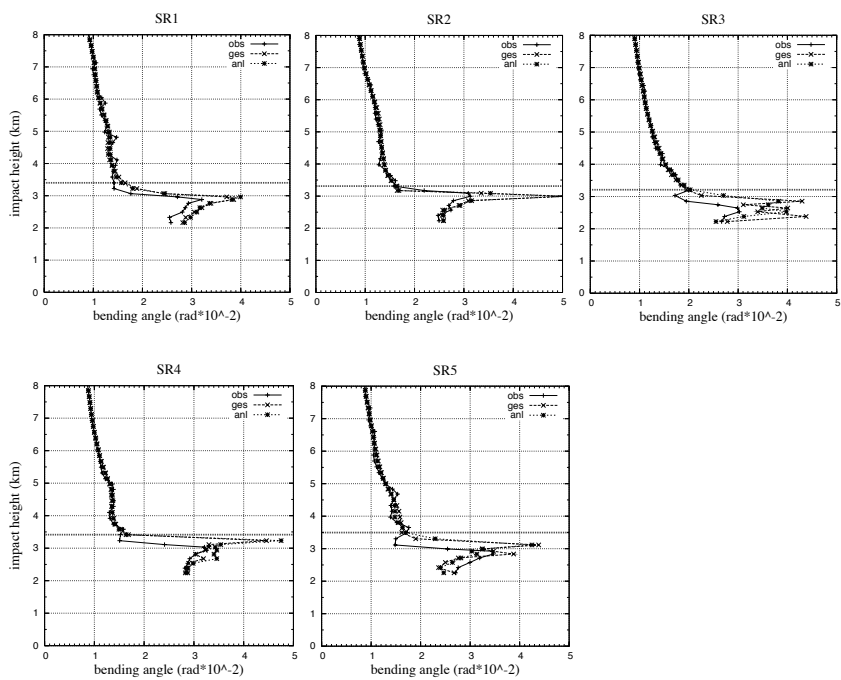 SR1
8
7
6
5
4
3
2
1
0
impact height (km)
obs
ges
anl
0 1 2 3 4 5
bending angle (rad*10^-2)
SR2
8
7
6
5
4
3
2
1
0
obs
ges
anl
0 1 2 3 4 5
bending angle (rad*10^-2)
SR3
8
7
6
5
4
3
2
1
0
obs
ges
anl
0 1 2 3 4 5
bending angle (rad*10^-2)
SR4
8
7
6
5
4
3
2
1
0
impact height (km)
obs
ges
anl
0 1 2 3 4 5
bending angle (rad*10^-2)
SR5
8
7
6
5
4
3
2
1
0
obs
ges
anl
0 1 2 3 4 5
bending angle (rad*10^-2)